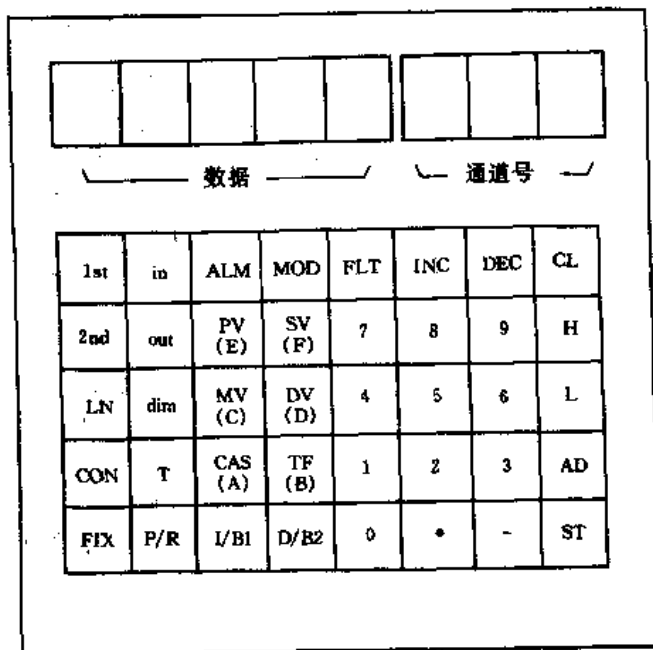 数据 通道号
1st in ALM MOD FLT INC DEC CL
2nd out PV (E) SV (F) 7 8 9 H
LN dim MV (C) DV (D) 4 5 6 L
CON T CAS (A) TF (B) 1 2 3 AD
FIX P/R I/B1 D/B2 0 • - ST